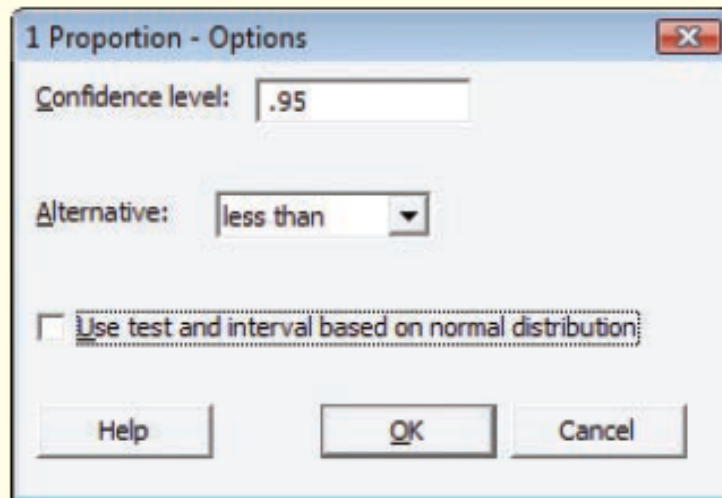 1 Proportion - Options
Confidence level: .95
Alternative: less than
Use test and interval based on normal distribution
Help OK Cancel